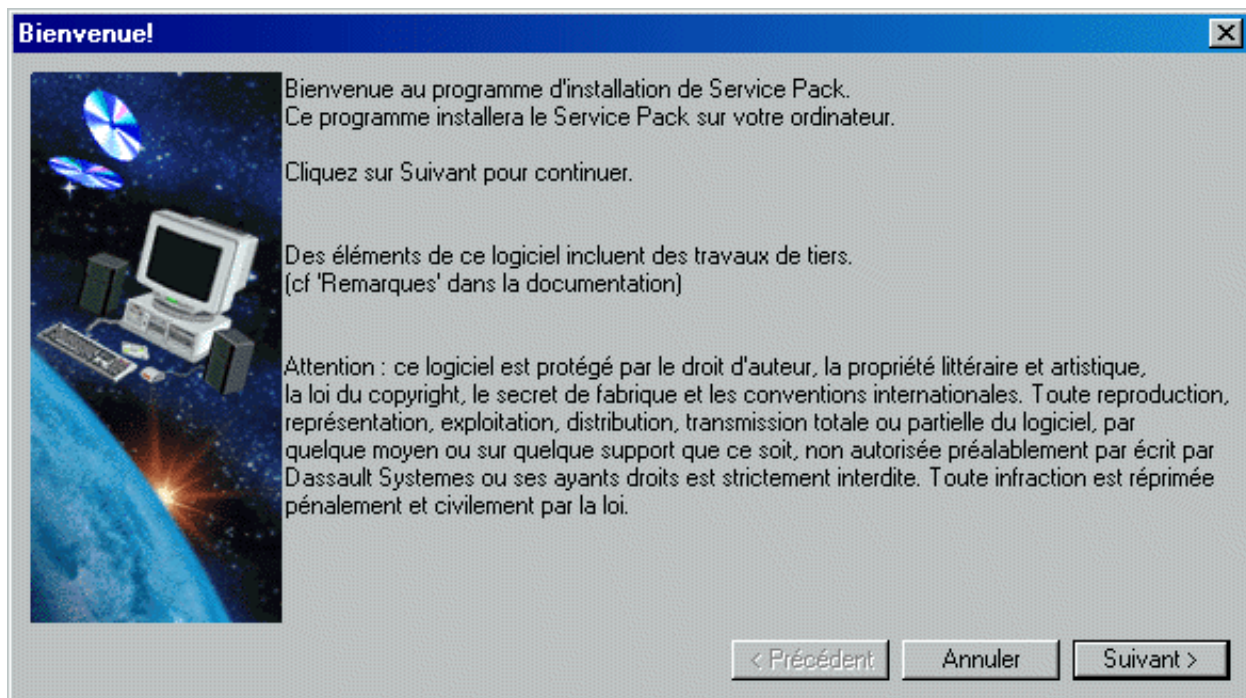 Bienvenue!
Bienvenue au programme d'installation de Service Pack.
Ce programme installera le Service Pack sur votre ordinateur.
Cliquez sur Suivant pour continuer.
Des éléments de ce logiciel incluent des travaux de tiers.
(cf 'Remarques' dans la documentation)
Attention : ce logiciel est protégé par le droit d'auteur, la propriété littéraire et artistique,
la loi du copyright, le secret de fabrique et les conventions internationales. Toute reproduction,
représentation, exploitation, distribution, transmission totale ou partielle du logiciel, par
quelque moyen ou sur quelque support que ce soit, non autorisée préalablement par écrit par
Dassault Systemes ou ses ayants droits est strictement interdite. Toute infraction est réprimée
pénalement et civilement par la loi.
< Précédent
Annuler
Suivant >